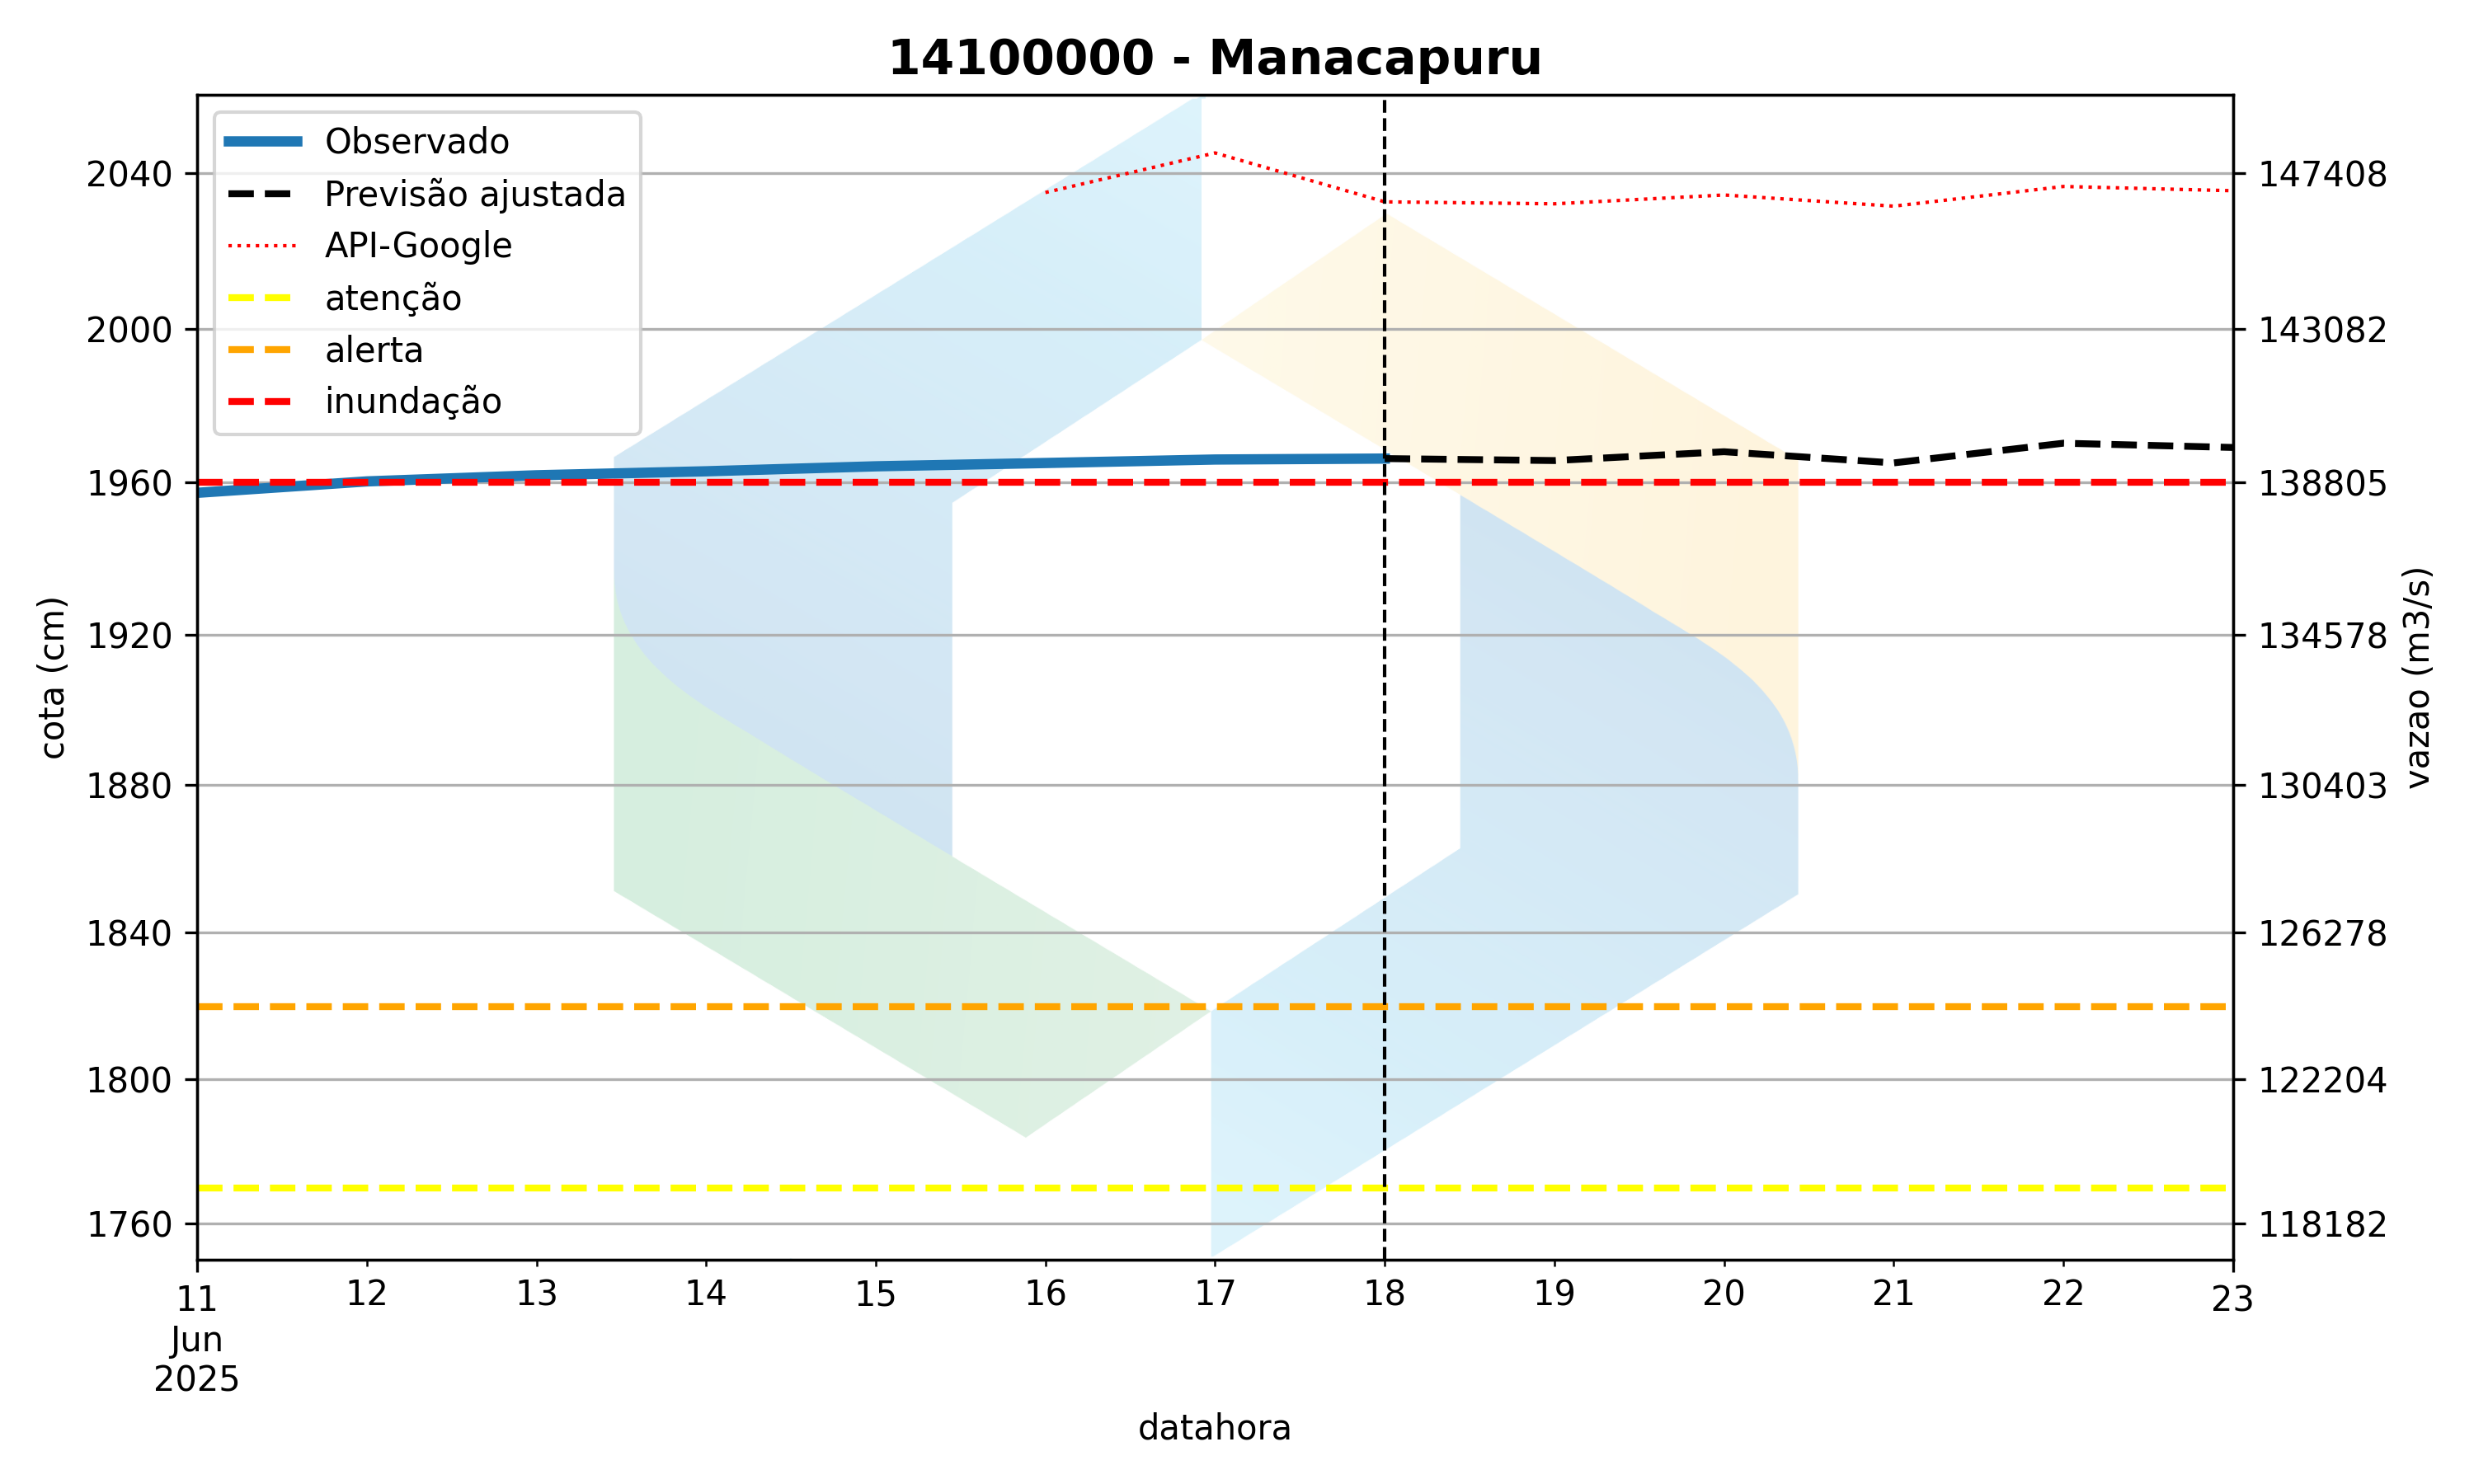 14100000 - Manacapuru
Observado
Previsão ajustada
API-Google
atenção
alerta
inundação
2040
2000
1960
1920
1880
1840
1800
1760
cota (cm)
147408
143082
138805
134578
130403
126278
122204
118182
vazao (m3/s)
11 12 13 14 15 16 17 18 19 20 21 22 23
Jun
2025
datahora